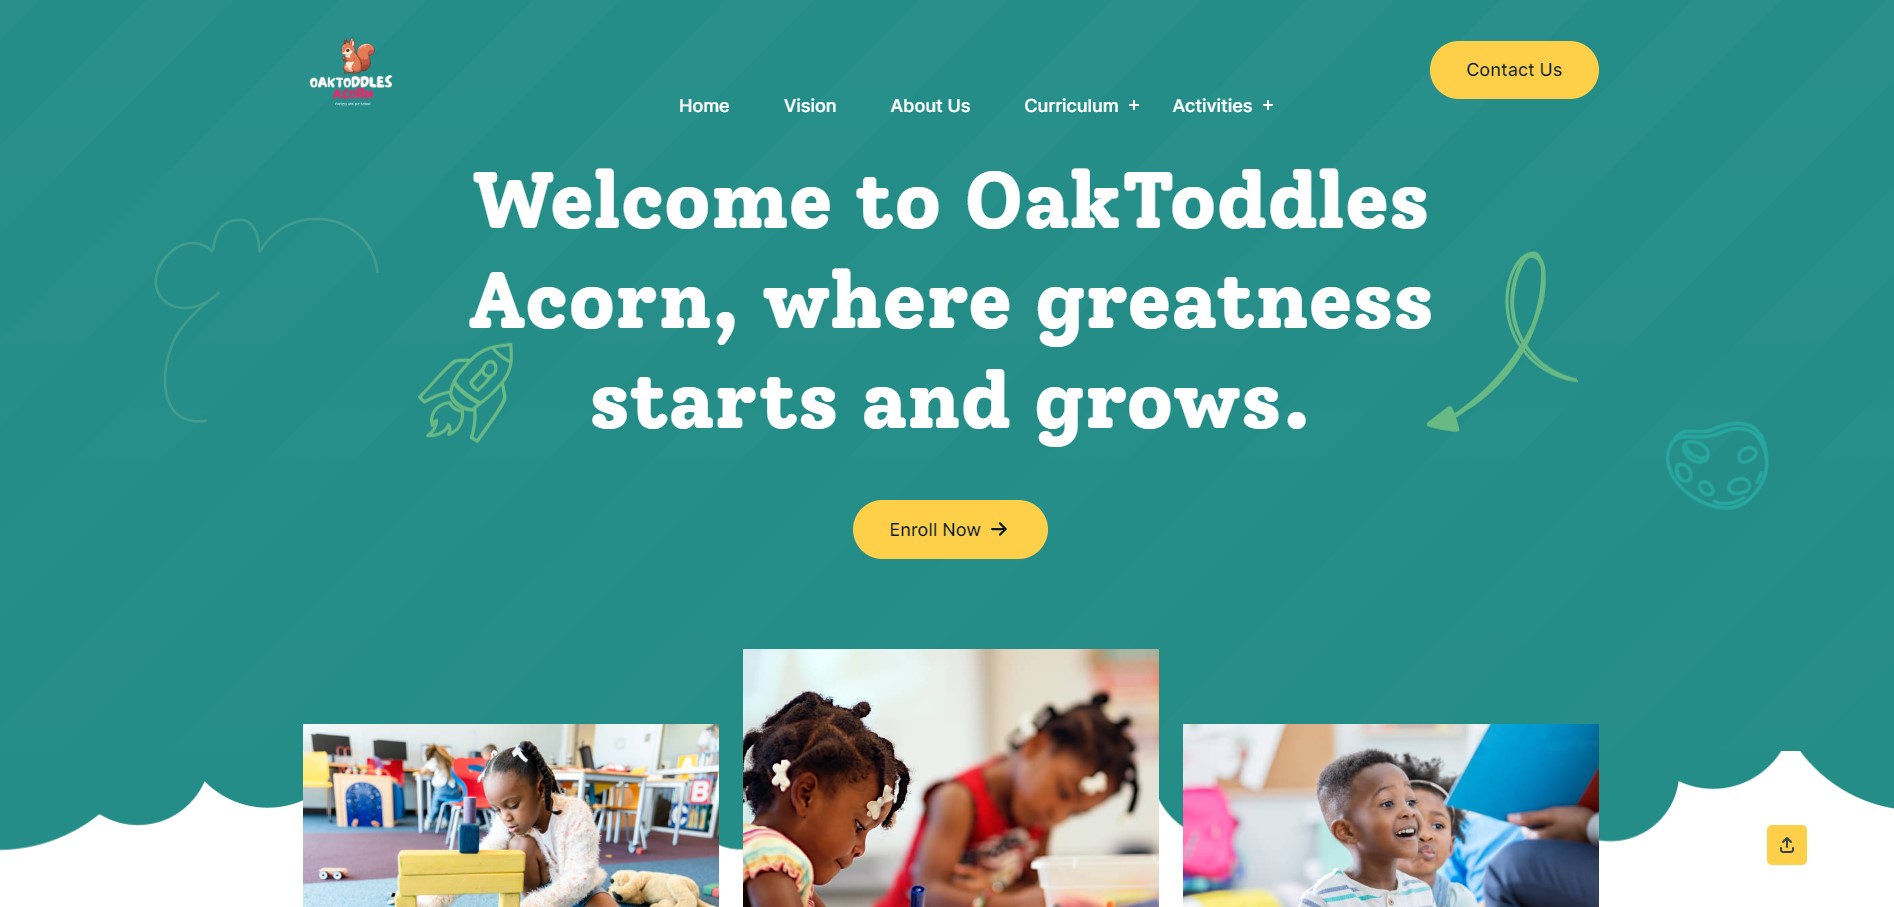 OAKTODDLES
Acorn
Home Vision About Us Curriculum + Activities +
Contact Us
Welcome to OakToddles
Acorn, where greatness
starts and grows.
Enroll Now →
B